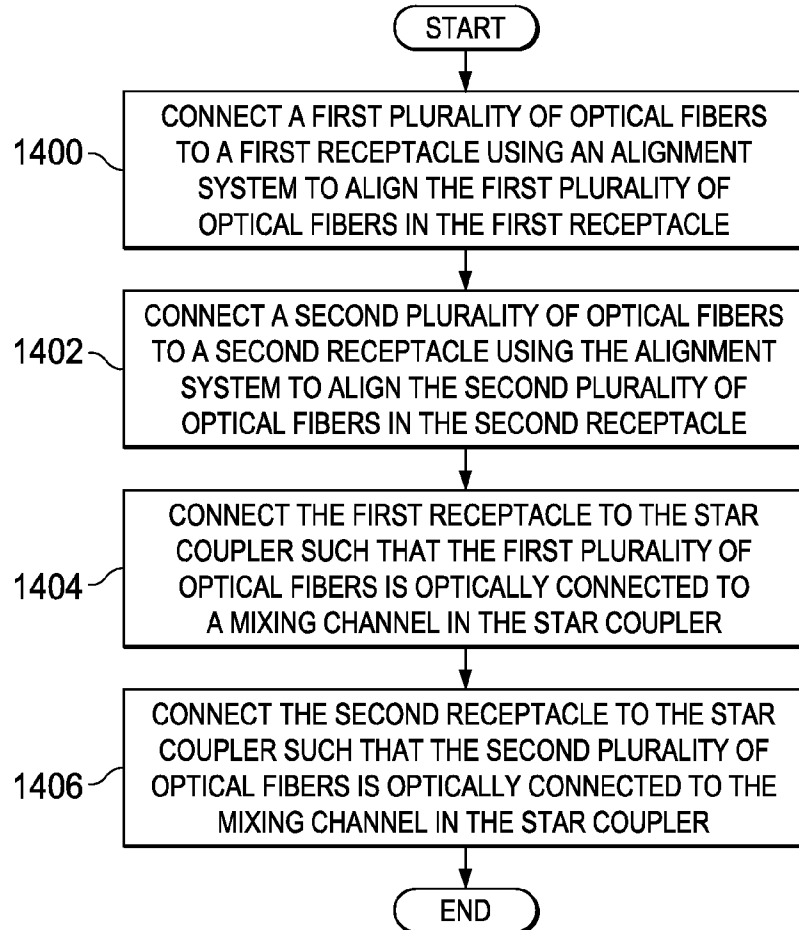 START
1400
CONNECT A FIRST PLURALITY OF OPTICAL FIBERS
TO A FIRST RECEPTACLE USING AN ALIGNMENT
SYSTEM TO ALIGN THE FIRST PLURALITY OF
OPTICAL FIBERS IN THE FIRST RECEPTACLE
1402
CONNECT A SECOND PLURALITY OF OPTICAL FIBERS
TO A SECOND RECEPTACLE USING THE ALIGNMENT
SYSTEM TO ALIGN THE SECOND PLURALITY OF
OPTICAL FIBERS IN THE SECOND RECEPTACLE
1404
CONNECT THE FIRST RECEPTACLE TO THE STAR
COUPLER SUCH THAT THE FIRST PLURALITY OF
OPTICAL FIBERS IS OPTICALLY CONNECTED TO
A MIXING CHANNEL IN THE STAR COUPLER
1406
CONNECT THE SECOND RECEPTACLE TO THE STAR
COUPLER SUCH THAT THE SECOND PLURALITY OF
OPTICAL FIBERS IS OPTICALLY CONNECTED TO THE
MIXING CHANNEL IN THE STAR COUPLER
END